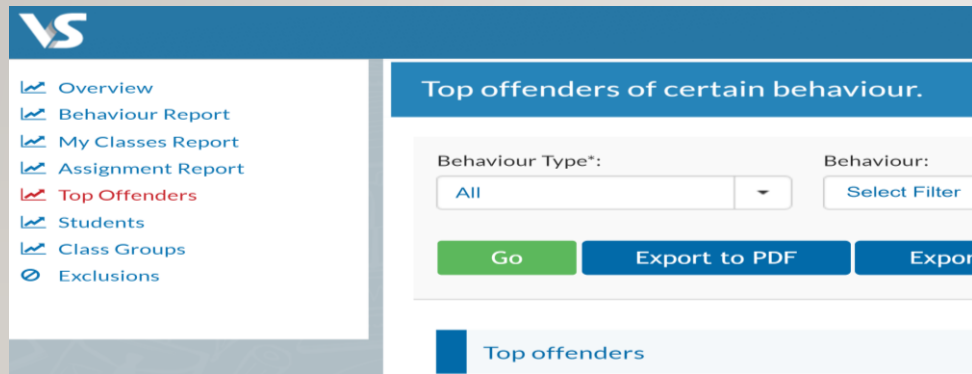 VS
Overview
Behaviour Report
My Classes Report
Assignment Report
Top Offenders
Students
Class Groups
Exclusions
Top offenders of certain behaviour.
Behaviour Type*: Behaviour:
All Select Filter
Go Export to PDF Expor
Top offenders